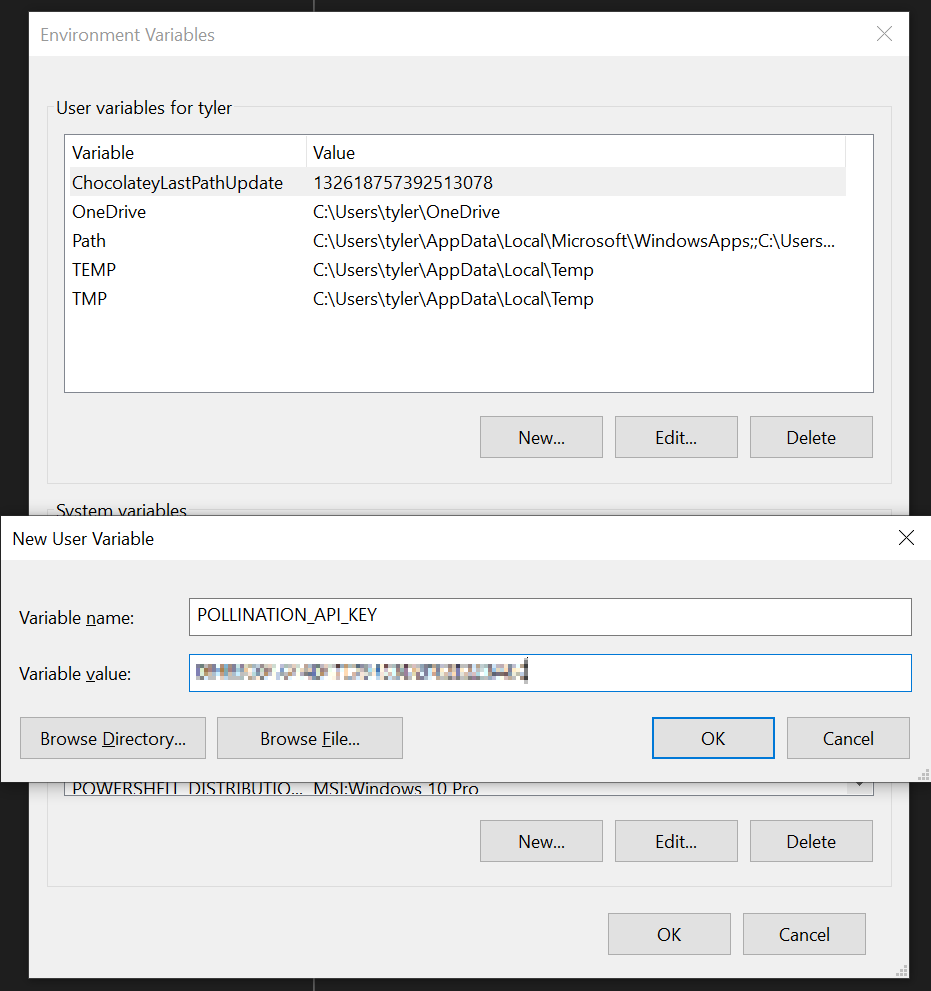 Environment Variables
User variables for tyler
Variable Value
ChocolateyLastPathUpdate 132618757392513078
OneDrive C:\Users\tyler\OneDrive
Path C:\Users\tyler\AppData\Local\Microsoft\WindowsApps;;C:\Users...
TEMP C:\Users\tyler\AppData\Local\Temp
TMP C:\Users\tyler\AppData\Local\Temp
New... Edit... Delete
System variables
New User Variable
Variable name: POLLINATION_API_KEY
Variable value:
Browse Directory... Browse File... OK Cancel
POWERSHELL_DISTRIBUTIO... MSI:Windows 10 Pro
New... Edit... Delete
OK Cancel